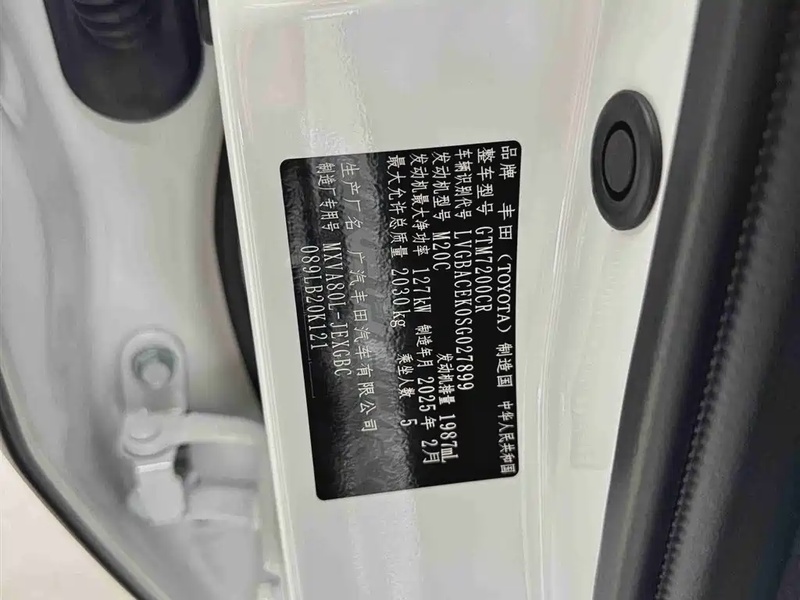 品牌 丰田(TOYOTA) 制造国 中华人民共和国
整车型号 GTM7200CR
车辆识别代号 LVGBACEK0SG027899
发动机型号 M20C 发动机排量 1987mL
发动机最大净功率 127kW 制造年月 2025年2月
最大允许总质量 2030kg 乘坐人数 5
生产厂名 广汽丰田汽车有限公司
制造厂专用号 MXVA80L-JEXGBC
089LB20K121